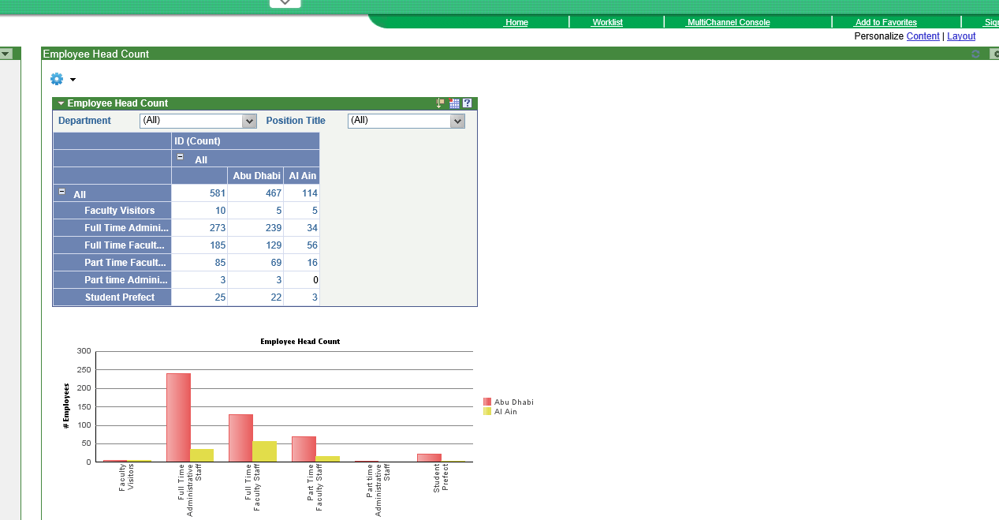 Home Worklist MultiChannel Console Add to Favorites
Personalize Content | Layout
Employee Head Count
Employee Head Count
Department (All) Position Title (All)
ID (Count)
All
Abu Dhabi Al Ain
All 581 467 114
Faculty Visitors 10 5 5
Full Time Admini... 273 239 34
Full Time Facult... 185 129 56
Part Time Facult... 85 69 16
Part time Admini... 3 3 0
Student Prefect 25 22 3
Employee Head Count
# Employees
300
250
200
150
100
50
0
Abu Dhabi
Al Ain
Faculty
Visitors
Full Time
Administrative
Staff
Full Time
Faculty Staff
Part Time
Faculty Staff
Part time
Administrative
Staff
Student
Prefect